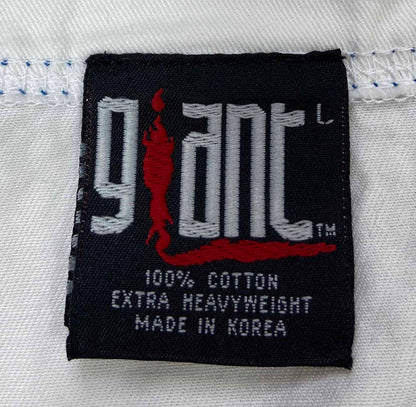 giant L
TM
100% COTTON
EXTRA HEAVYWEIGHT
MADE IN KOREA